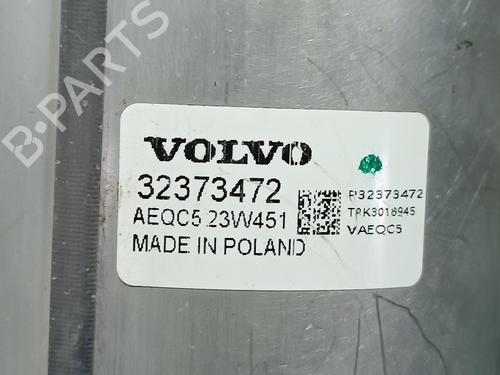 B-PARTS
VOLVO
32373472
AEQC5 23W451
MADE IN POLAND
P32373472
TPK3018945
VAEQC5